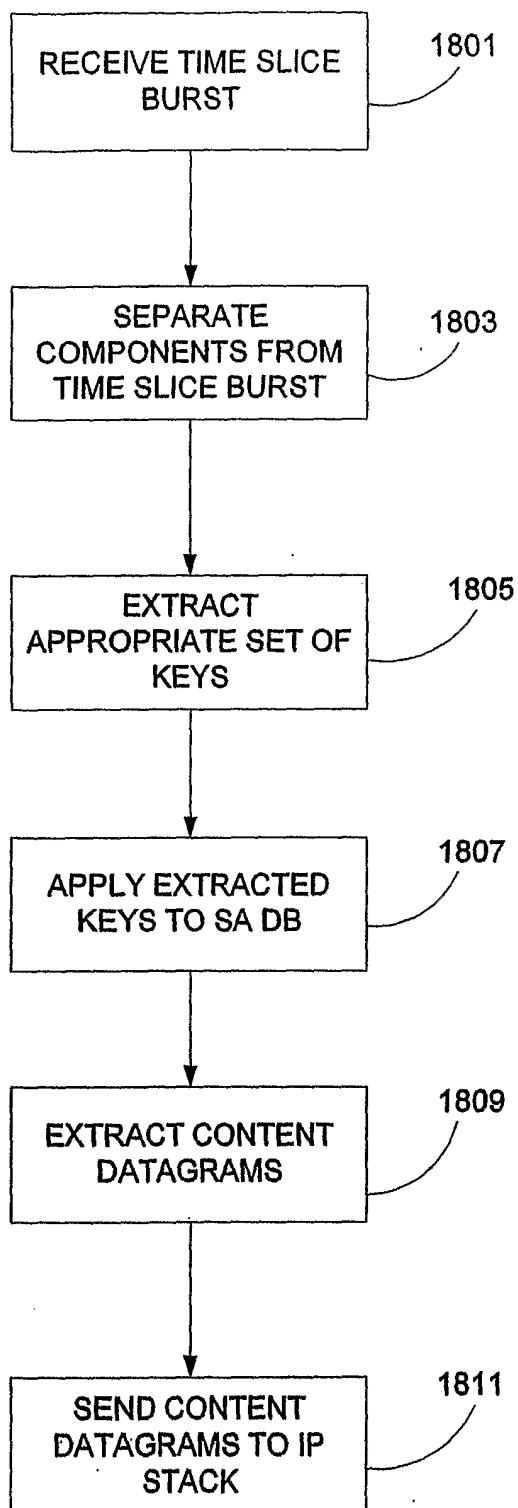 RECEIVE TIME SLICE
BURST
1801
SEPARATE
COMPONENTS FROM
TIME SLICE BURST
1803
EXTRACT
APPROPRIATE SET OF
KEYS
1805
APPLY EXTRACTED
KEYS TO SA DB
1807
EXTRACT CONTENT
DATAGRAMS
1809
SEND CONTENT
DATAGRAMS TO IP
STACK
1811